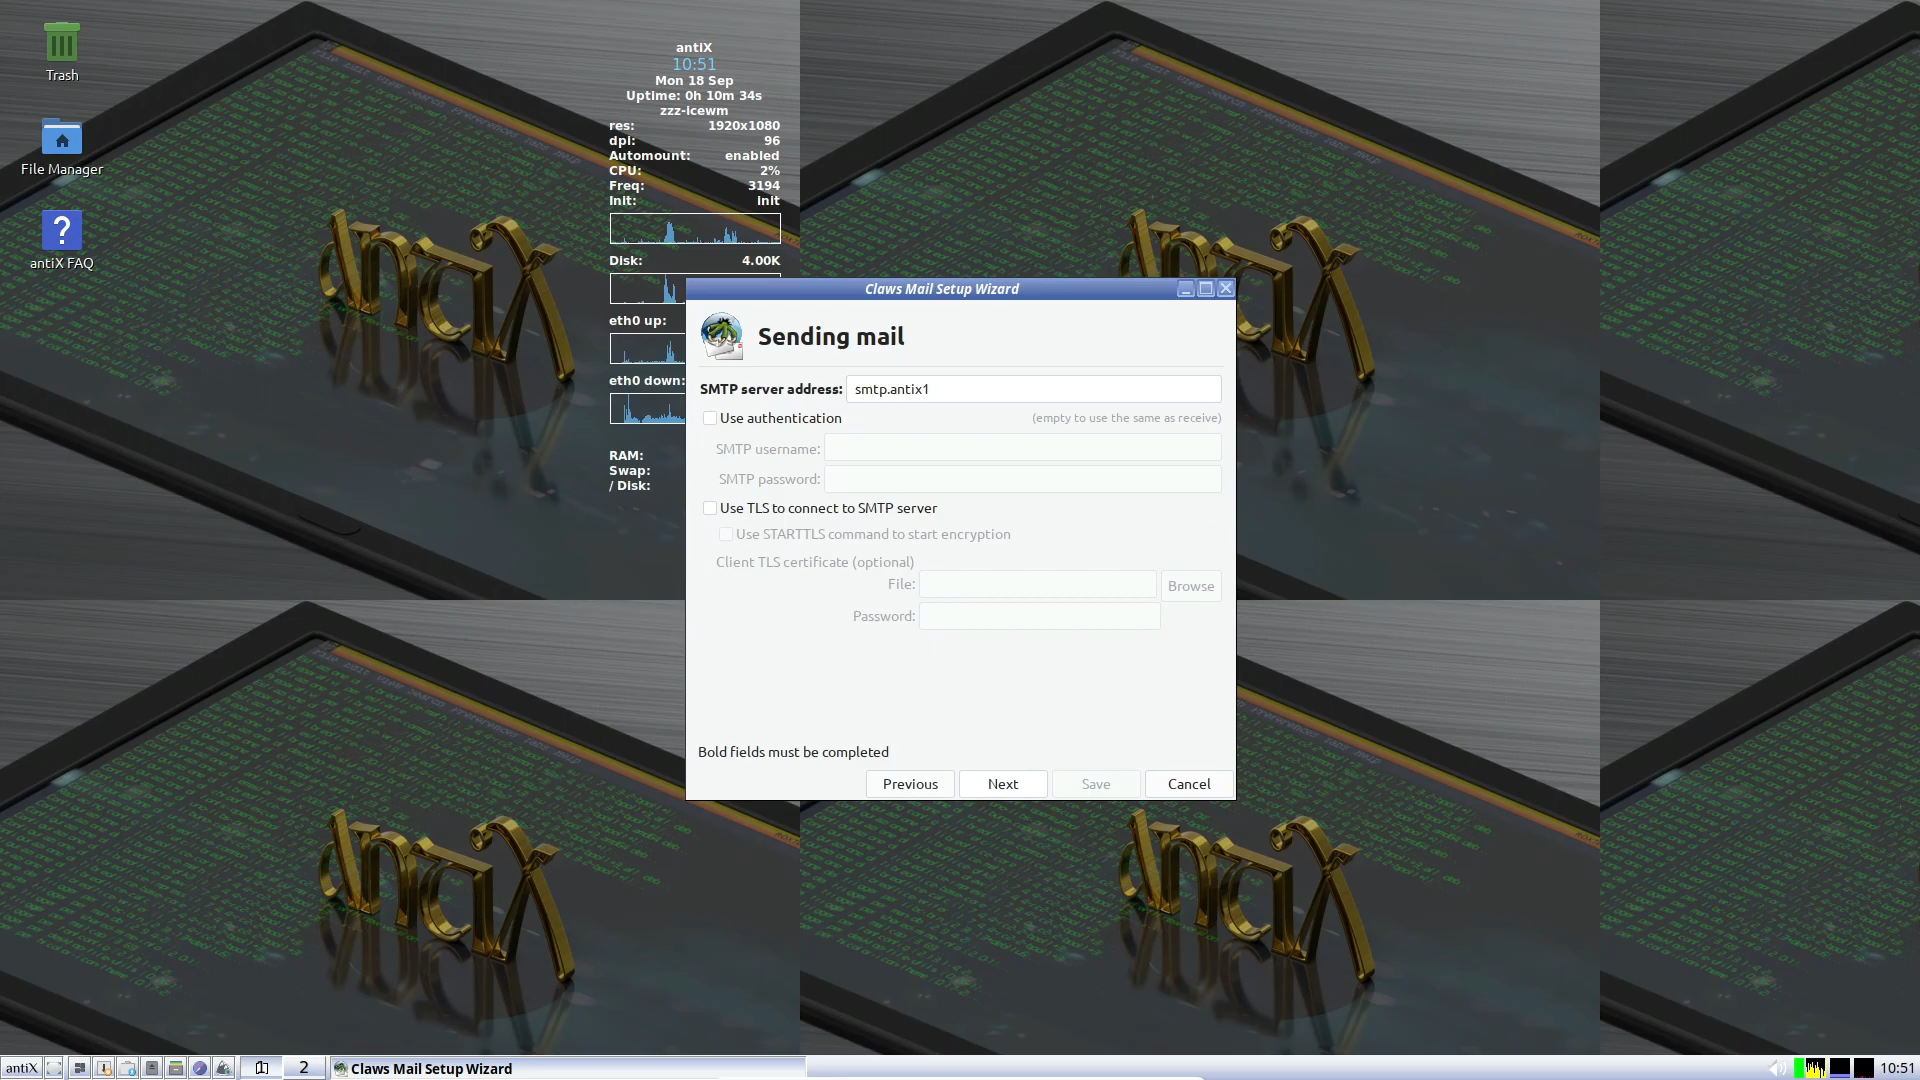 Trash
File Manager
antiX FAQ
antiX
10:51
Mon 18 Sep
Uptime: 0h 10m 34s
zzz-icewm
res: 1920x1080
dpi: 96
Automount: enabled
CPU: 2%
Freq: 3194
Init: init
Disk: 4.00K
eth0 up:
eth0 down:
RAM:
Swap:
/ Disk:
Claws Mail Setup Wizard
Sending mail
SMTP server address: smtp.antix1
Use authentication (empty to use the same as receive)
SMTP username:
SMTP password:
Use TLS to connect to SMTP server
Use STARTTLS command to start encryption
Client TLS certificate (optional)
File: Browse
Password:
Bold fields must be completed
Previous Next Save Cancel
antiX 1 2 Claws Mail Setup Wizard 10:51